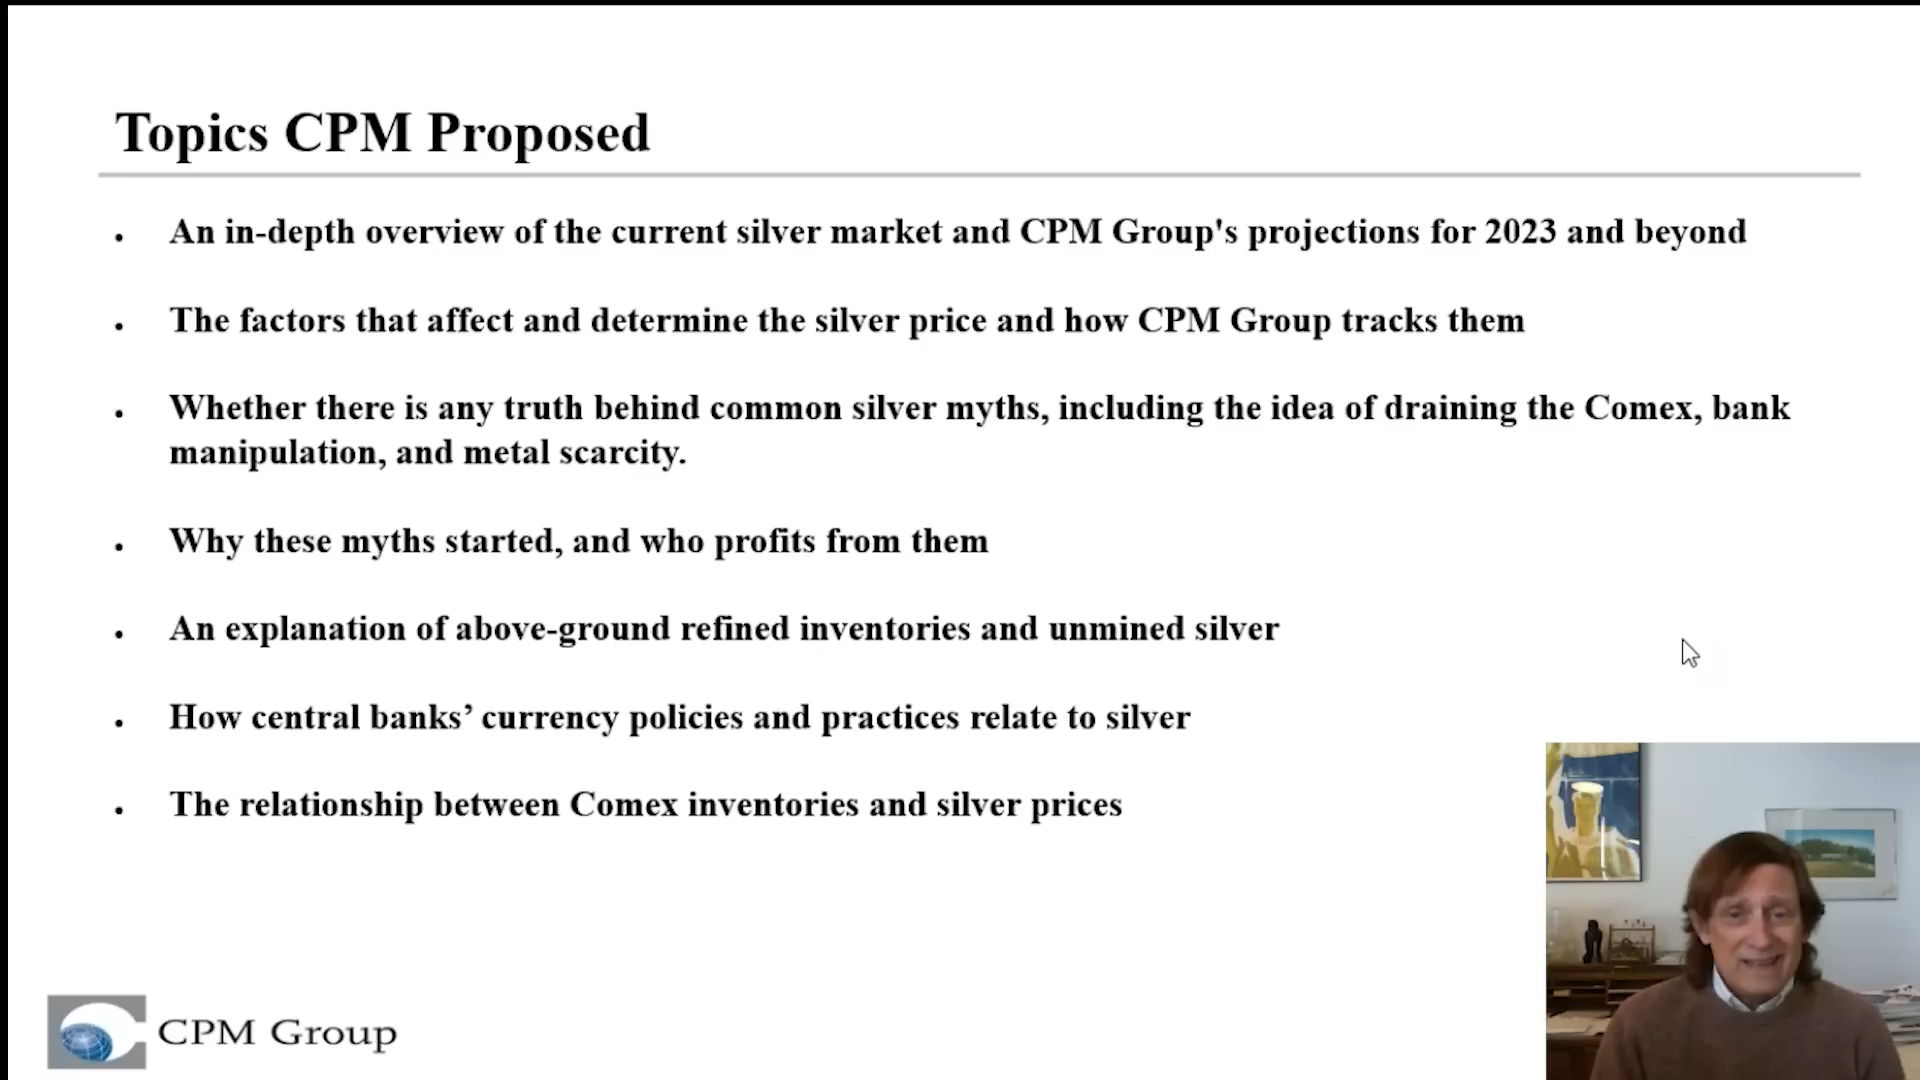 Topics CPM Proposed
• An in-depth overview of the current silver market and CPM Group's projections for 2023 and beyond
• The factors that affect and determine the silver price and how CPM Group tracks them
• Whether there is any truth behind common silver myths, including the idea of draining the Comex, bank
manipulation, and metal scarcity.
• Why these myths started, and who profits from them
• An explanation of above-ground refined inventories and unmined silver
• How central banks’ currency policies and practices relate to silver
• The relationship between Comex inventories and silver prices
CPM Group